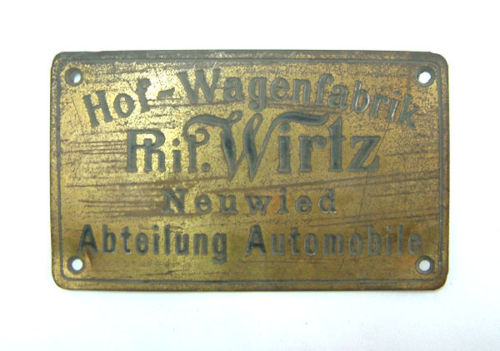 Hof-Wagenfabrik
Phil. Wirtz
Neuwied
Abteilung Automobile